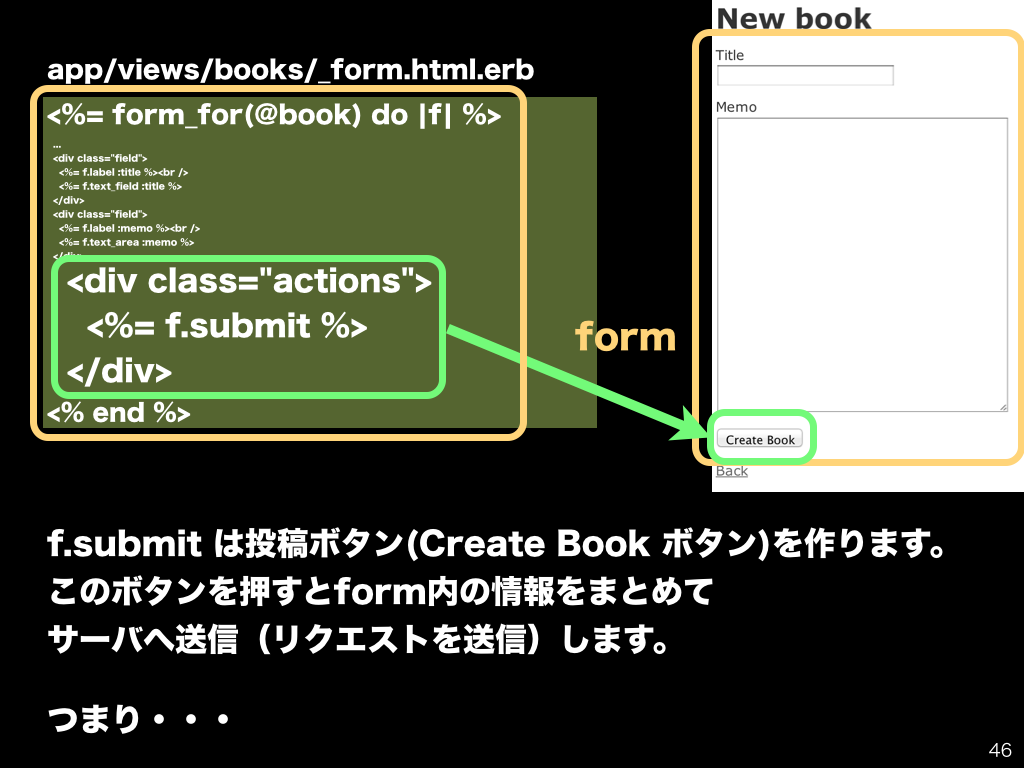 app/views/books/_form.html.erb
<%= form_for(@book) do |f| %>
...
<div class="field">
<%= f.label :title %><br />
<%= f.text_field :title %>
</div>
<div class="field">
<%= f.label :memo %><br />
<%= f.text_area :memo %>
</div>
<div class="actions">
<%= f.submit %>
</div>
<% end %>
form
New book
Title
Memo
Create Book
Back
f.submit は投稿ボタン(Create Book ボタン)を作ります。
このボタンを押すとform内の情報をまとめて
サーバへ送信（リクエストを送信）します。
つまり・・・
46